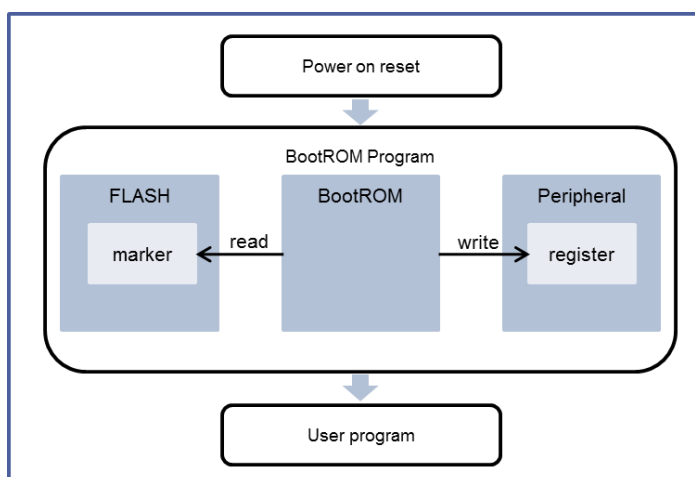 Power on reset
BootROM Program
FLASH
BootROM
Peripheral
marker
read
write
register
User program